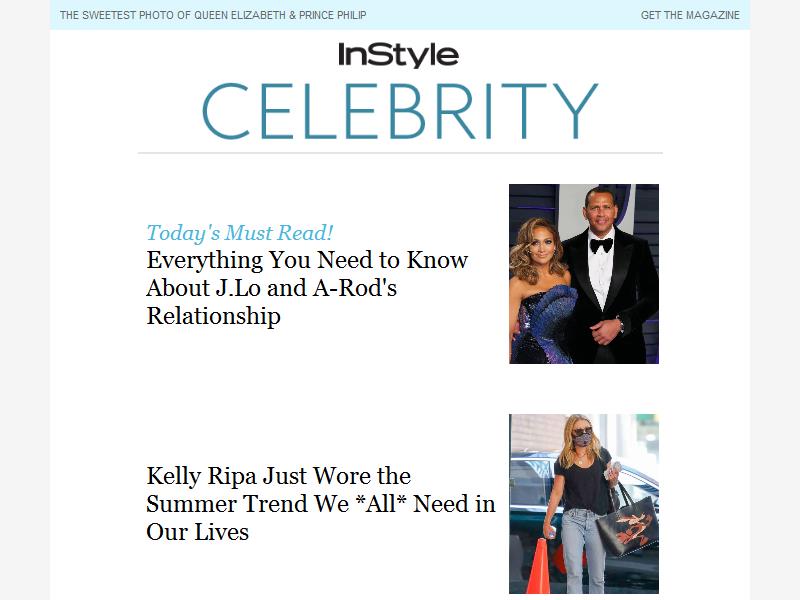 THE SWEETEST PHOTO OF QUEEN ELIZABETH & PRINCE PHILIP
GET THE MAGAZINE
InStyle
CELEBRITY
Today's Must Read!
Everything You Need to Know
About J.Lo and A-Rod's
Relationship
Kelly Ripa Just Wore the
Summer Trend We *All* Need in
Our Lives